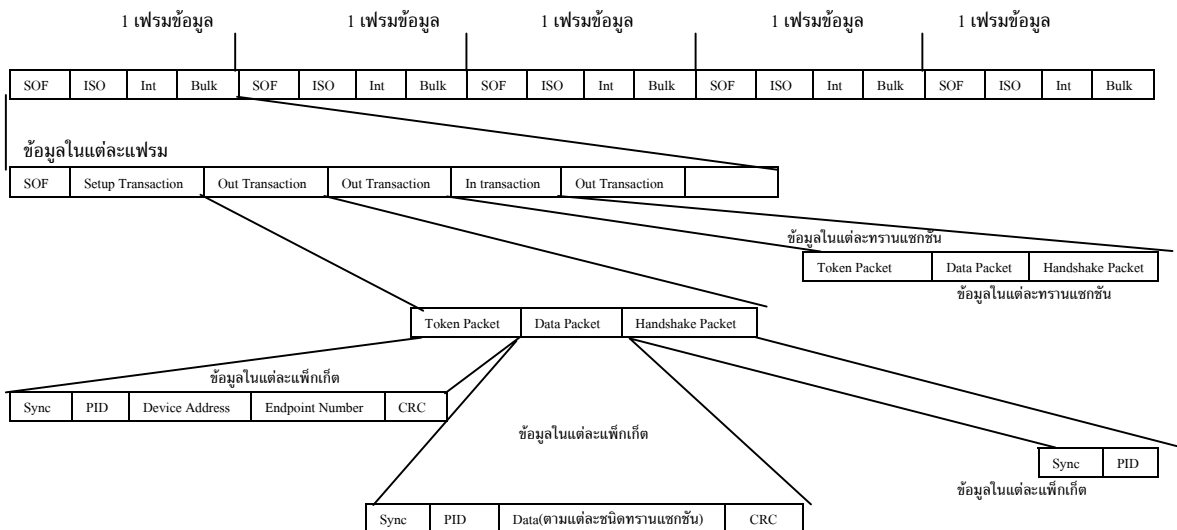 1 เฟรมข้อมูล 1 เฟรมข้อมูล 1 เฟรมข้อมูล 1 เฟรมข้อมูล 1 เฟรมข้อมูล
SOF ISO Int Bulk SOF ISO Int Bulk SOF ISO Int Bulk SOF ISO Int Bulk SOF ISO Int Bulk
ข้อมูลในแต่ละแฟรม
SOF Setup Transaction Out Transaction Out Transaction In transaction Out Transaction
ข้อมูลในแต่ละทรานแซกชัน
Token Packet Data Packet Handshake Packet
ข้อมูลในแต่ละทรานแซกชัน
Token Packet Data Packet Handshake Packet
ข้อมูลในแต่ละแพ็กเก็ต
Sync PID Device Address Endpoint Number CRC
ข้อมูลในแต่ละแพ็กเก็ต
Sync PID
ข้อมูลในแต่ละแพ็กเก็ต
Sync PID Data(ตามแต่ละชนิดทรานแซกชัน) CRC